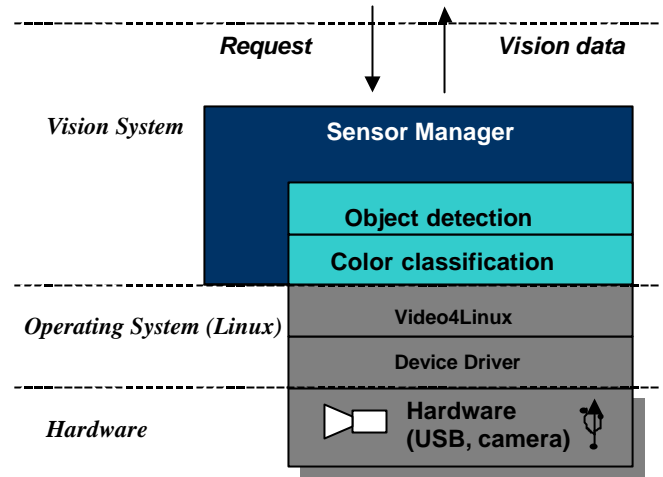 Request Vision data
Vision System
Sensor Manager
Object detection
Color classification
Operating System (Linux)
Video4Linux
Device Driver
Hardware
Hardware
(USB, camera)